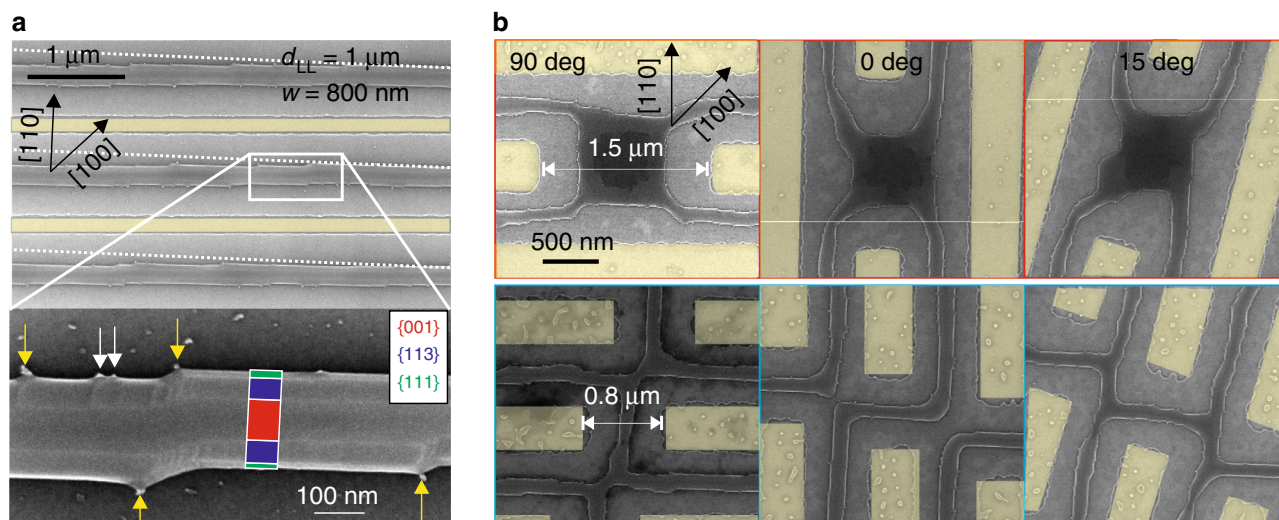 a
1 μm
d_LL = 1 μm
w = 800 nm
[110]
[100]
{001}
{113}
{111}
100 nm
b
90 deg
[110]
[100]
1.5 μm
500 nm
0 deg
15 deg
0.8 μm